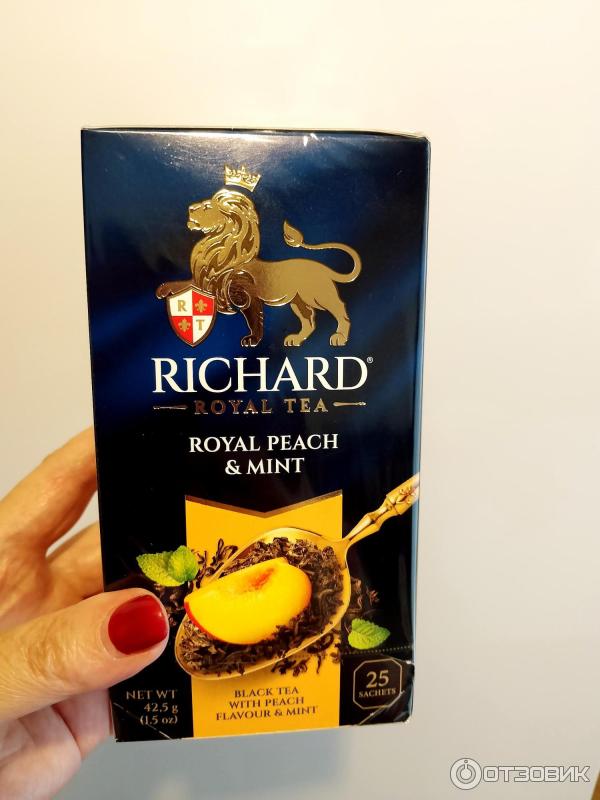 R
T
RICHARD®
ROYAL TEA
ROYAL PEACH
& MINT
NET WT
42,5 g
(1.5 oz)
BLACK TEA
WITH PEACH
FLAVOUR & MINT
25
SACHETS
ОТЗОВИК